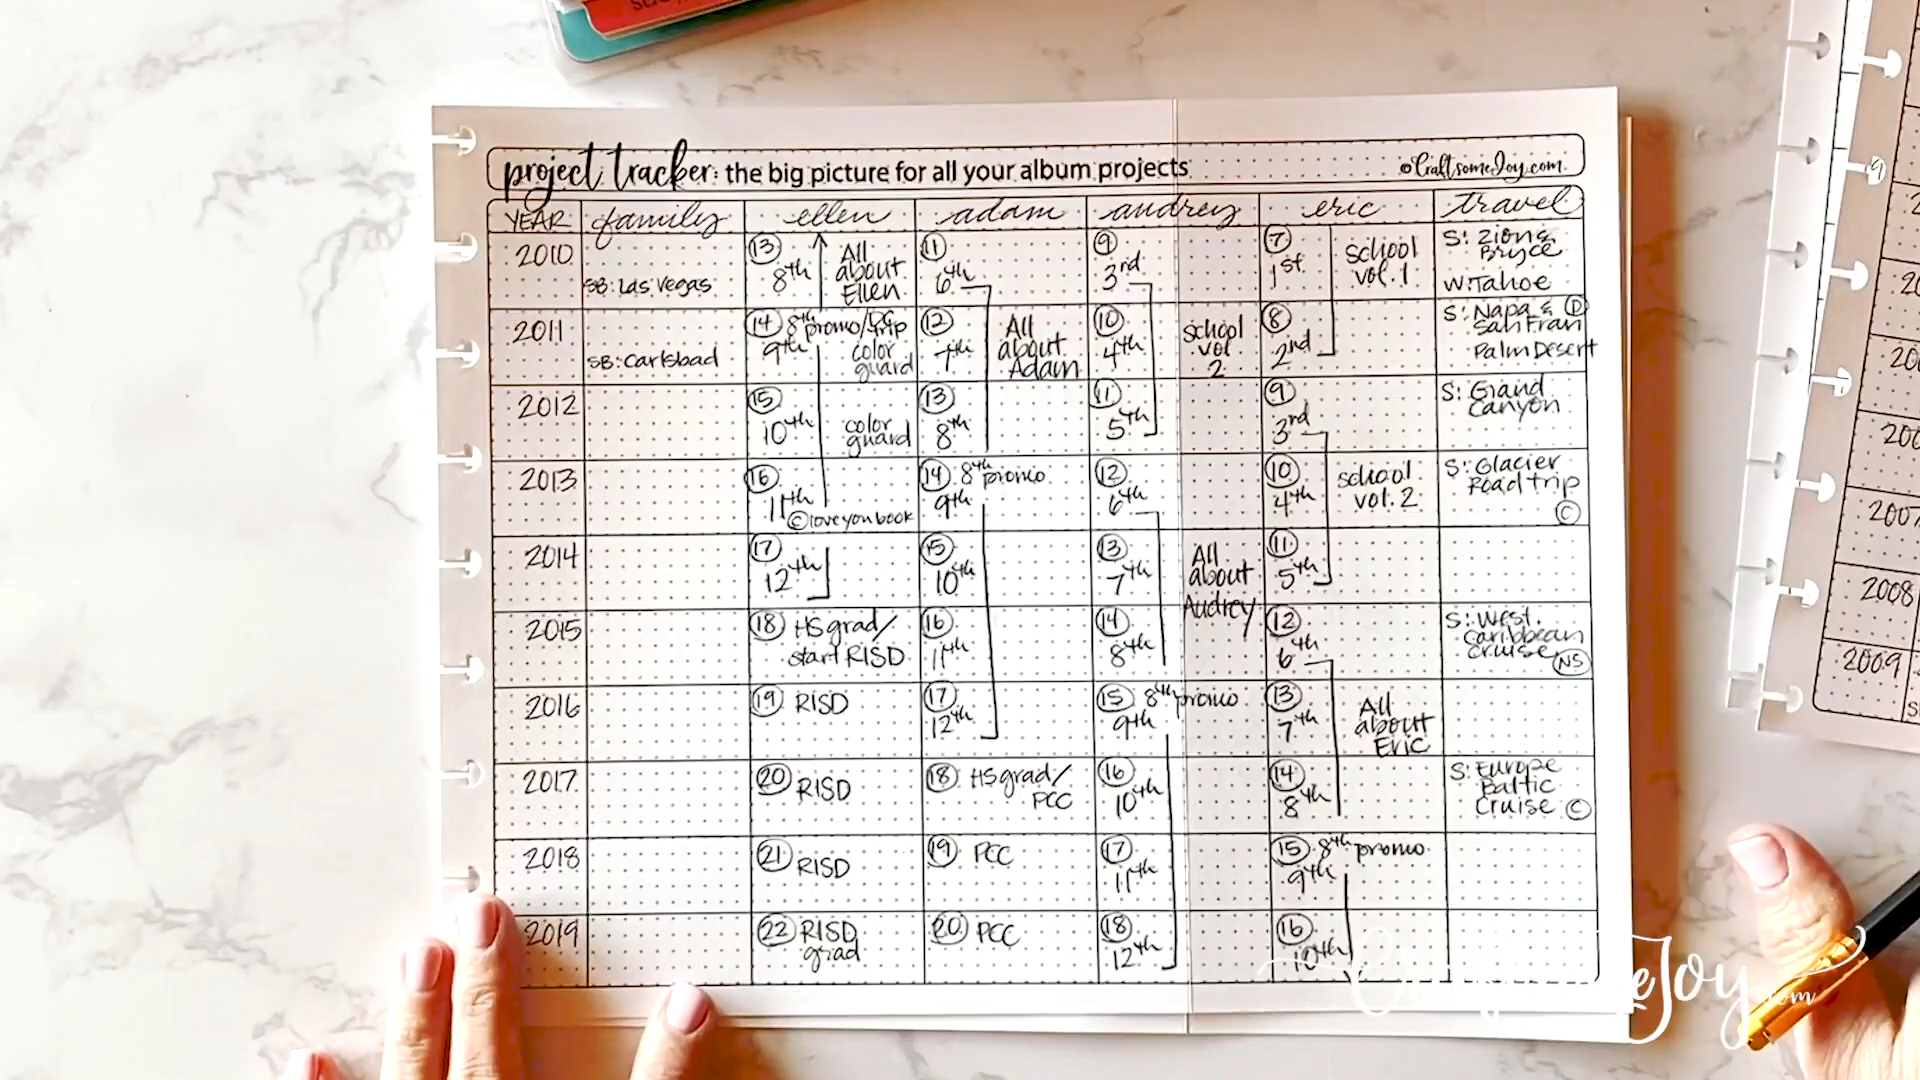 project tracker: the big picture for all your album projects
©CraftsomeJoy.com
YEAR family ellen adam audrey eric travel
2010
SB: Las Vegas
13
8th
All
about
Ellen
11
6th
9
3rd
7
1st
school
vol. 1
S: Zion &
Bryce
W: Tahoe
2011
SB: Carlsbad
14 8th promo/DC trip
9th
color
guard
12
7th
All
about
Adam
10
4th
school
vol
2
8
2nd
S: Napa & D
San Fran
Palm Desert
2012
15
10th
color
guard
13
8th
11
5th
9
3rd
S: Grand
Canyon
2013
16
11th
© love you book
14 8th promo
9th
12
6th
10
4th
school
vol. 2
S: Glacier
Road trip
C
2014
17
12th
15
10th
13
7th
All
about
Audrey
11
5th
2015
18 HS grad/
start RISD
16
11th
14
8th
12
6th
S: West.
Caribbean
Cruise NS
2016
19 RISD
17
12th
15 8th promo
9th
13
7th
All
about
Eric
2017
20 RISD
18 HS grad/
PCC
16
10th
14
8th
S: Europe
Baltic
Cruise C
2018
21 RISD
19 PCC
17
11th
15 8th promo
9th
2019
22 RISD
grad
20 PCC
18
12th
16
10th
2007
2008
2009